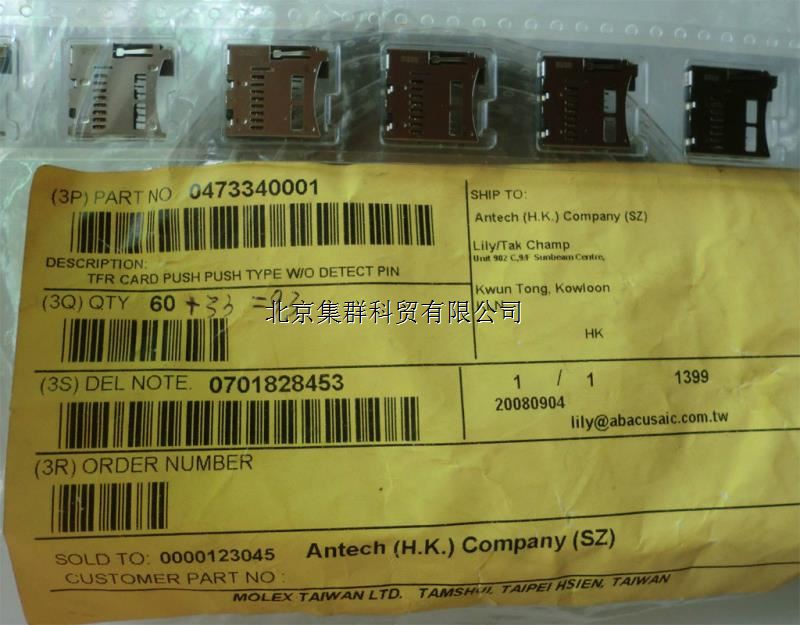 (3P) PART NO 0473340001
DESCRIPTION:
TFR CARD PUSH PUSH TYPE W/O DETECT PIN
(3Q) QTY 60 +33 =93
(3S) DEL NOTE. 0701828453
(3R) ORDER NUMBER
SHIP TO:
Antech (H.K.) Company (SZ)
Lily/Tak Champ
Unit 902 C,9/F Sunbeam Centre,
Kwun Tong, Kowloon
HK
北京集群科贸有限公司
1 / 1 1399
20080904
lily@abacusaic.com.tw
SOLD TO: 0000123045 Antech (H.K.) Company (SZ)
CUSTOMER PART NO :
MOLEX TAIWAN LTD. TAMSHUI, TAIPEI HSIEN, TAIWAN